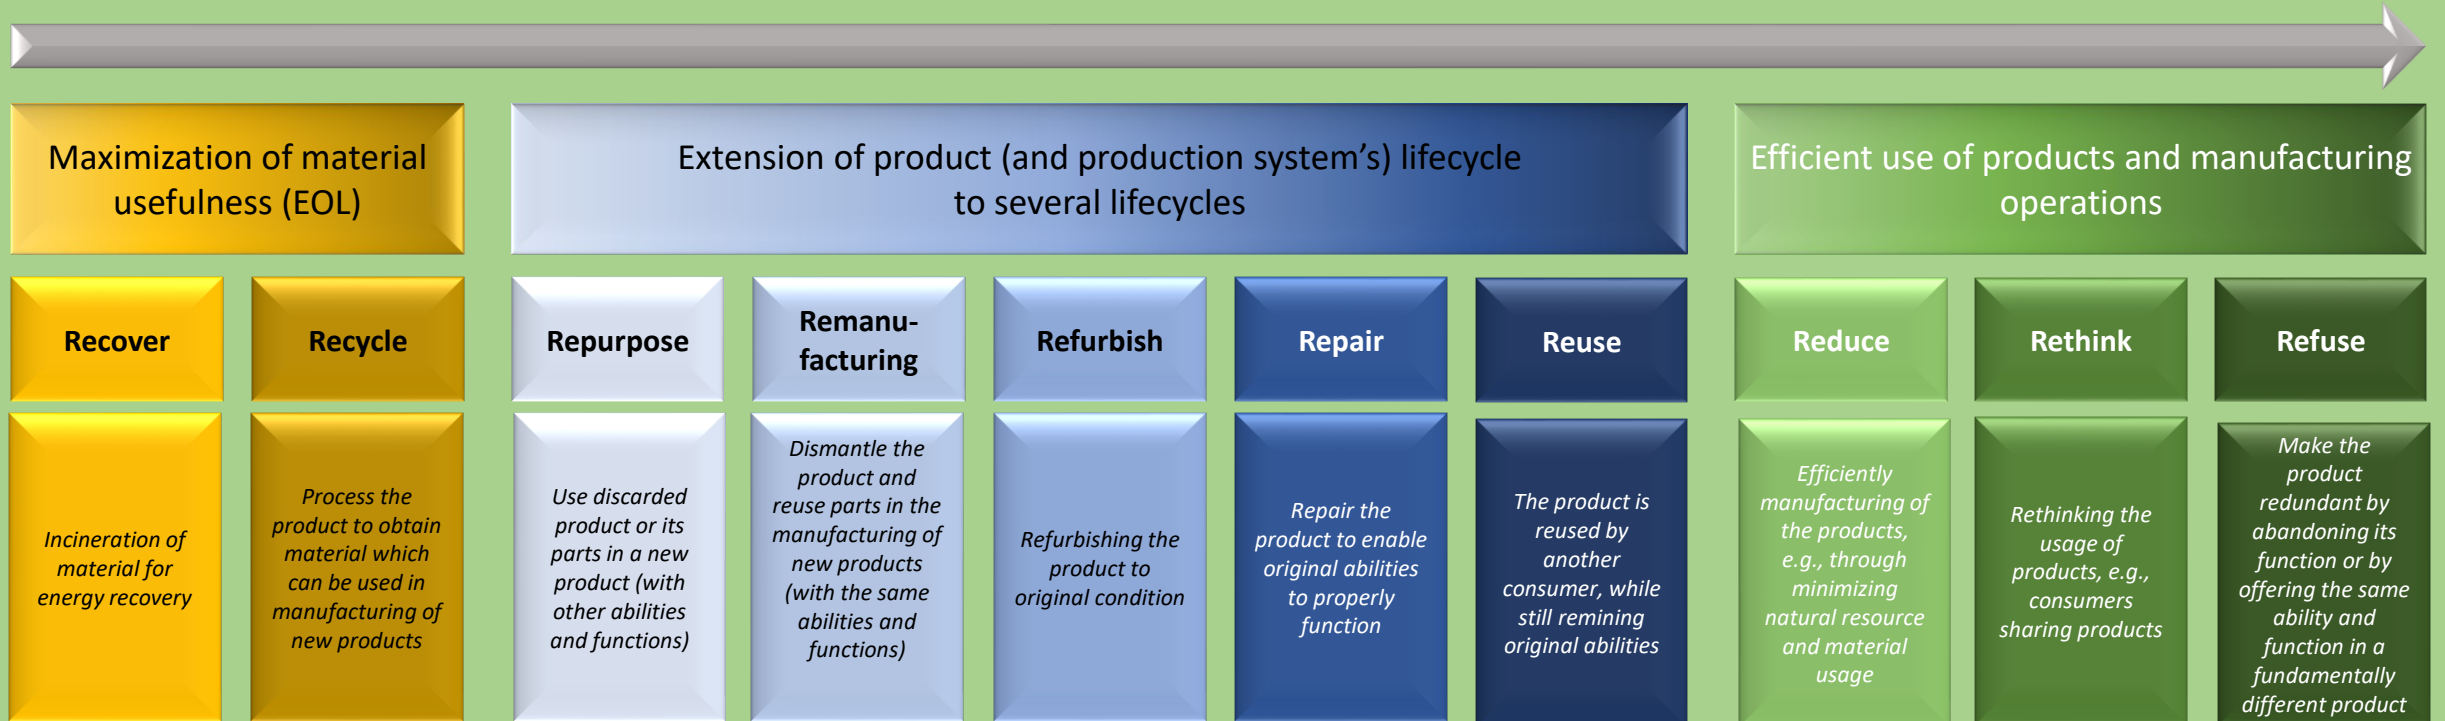 Maximization of material
usefulness (EOL)
Extension of product (and production system’s) lifecycle
to several lifecycles
Efficient use of products and manufacturing
operations
Recover
Recycle
Repurpose
Remanu-
facturing
Refurbish
Repair
Reuse
Reduce
Rethink
Refuse
Incineration of
material for
energy recovery
Process the
product to obtain
material which
can be used in
manufacturing of
new products
Use discarded
product or its
parts in a new
product (with
other abilities
and functions)
Dismantle the
product and
reuse parts in the
manufacturing of
new products
(with the same
abilities and
functions)
Refurbishing the
product to
original condition
Repair the
product to enable
original abilities
to properly
function
The product is
reused by
another
consumer, while
still remining
original abilities
Efficiently
manufacturing of
the products,
e.g., through
minimizing
natural resource
and material
usage
Rethinking the
usage of
products, e.g.,
consumers
sharing products
Make the
product
redundant by
abandoning its
function or by
offering the same
ability and
function in a
fundamentally
different product